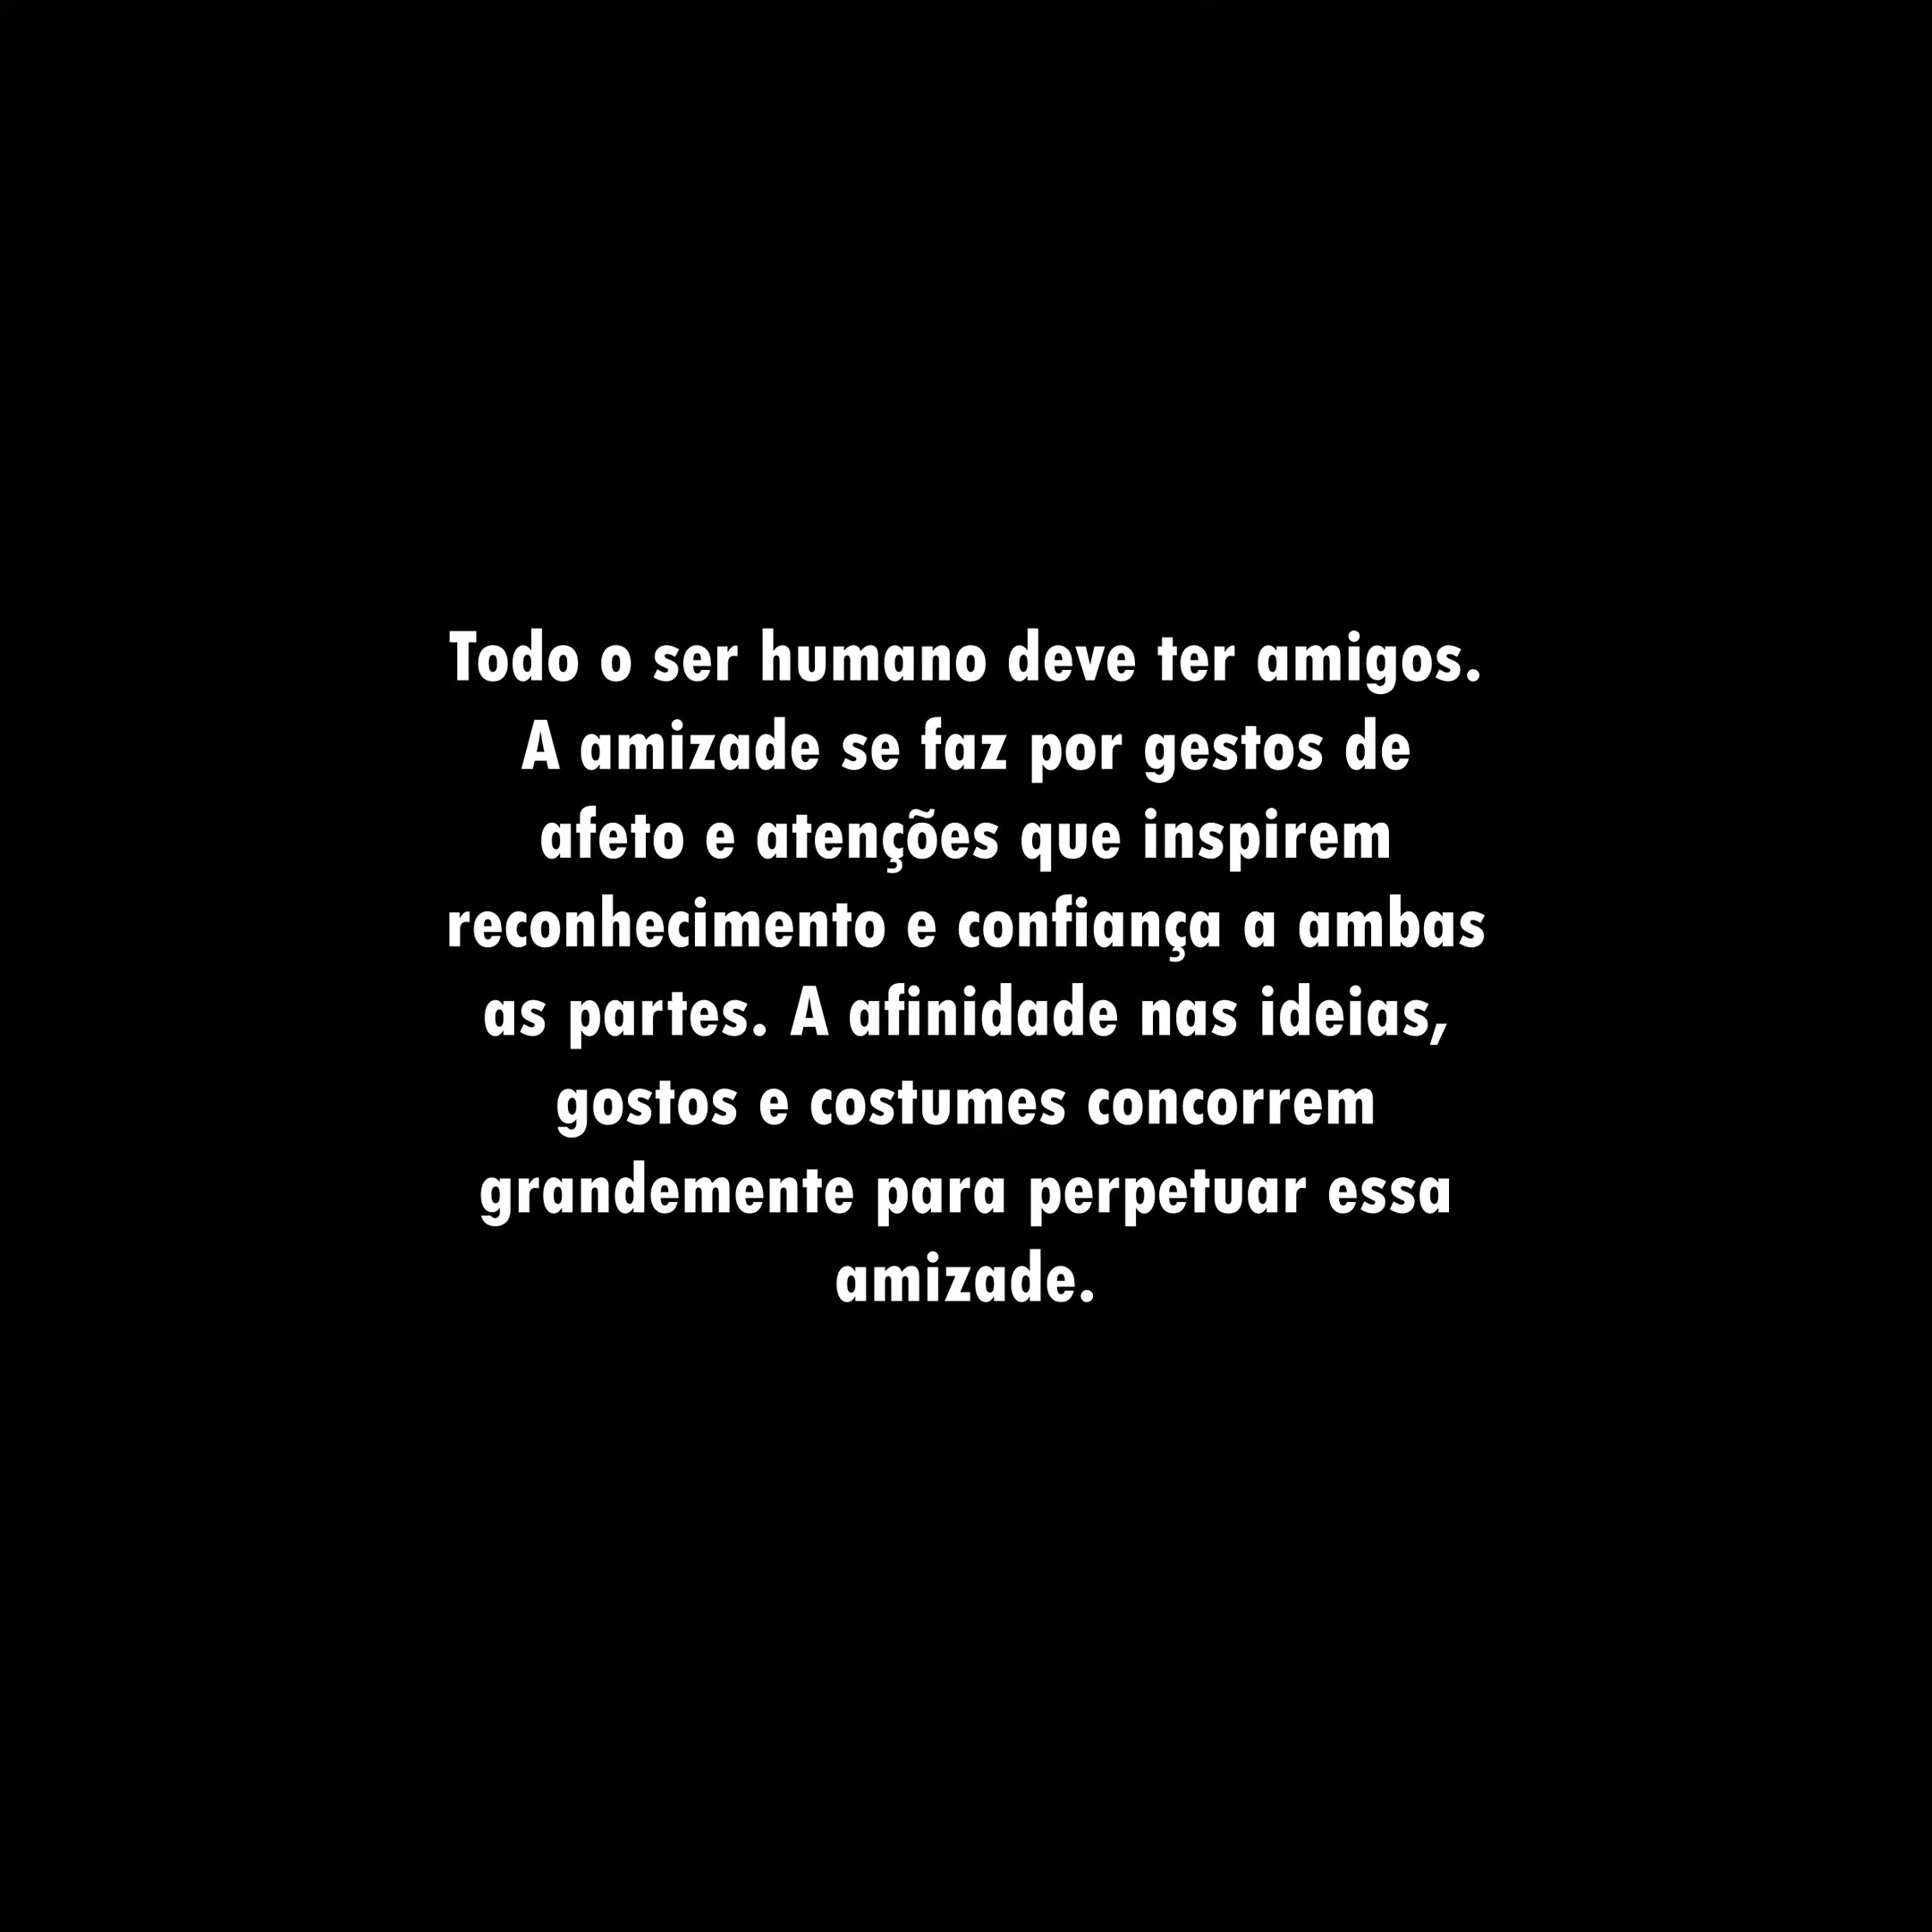 Todo o ser humano deve ter amigos.
A amizade se faz por gestos de
afeto e atenções que inspirem
reconhecimento e confiança a ambas
as partes. A afinidade nas ideias,
gostos e costumes concorrem
grandemente para perpetuar essa
amizade.